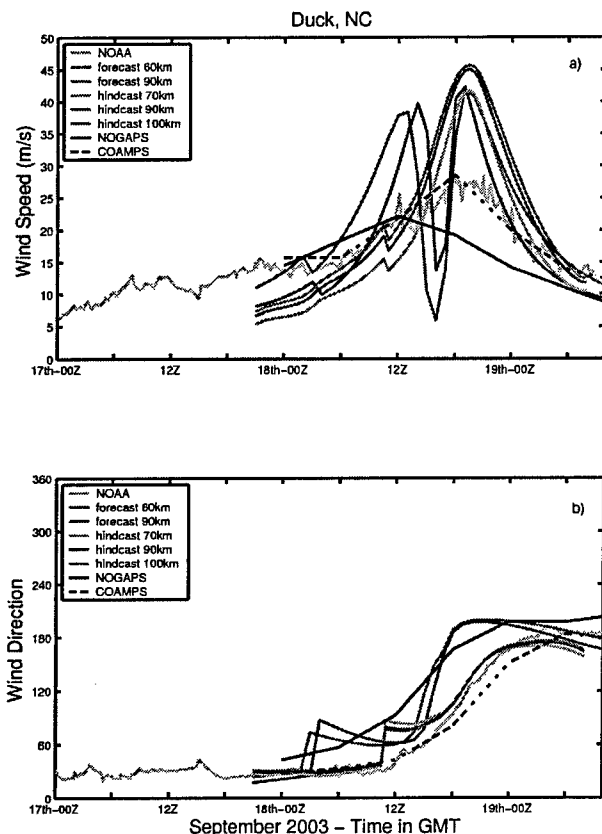 Duck, NC
50
45
40
35
30
25
20
15
10
5
0
Wind Speed (m/s)
NOAA
forecast 60km
forecast 90km
hindcast 70km
hindcast 90km
hindcast 100km
NOGAPS
COAMPS
a)
17th-00Z
12Z
18th-00Z
12Z
19th-00Z
360
300
240
180
120
60
0
Wind Direction
NOAA
forecast 60km
forecast 90km
hindcast 70km
hindcast 90km
hindcast 100km
NOGAPS
COAMPS
b)
17th-00Z
12Z
18th-00Z
12Z
19th-00Z
September 2003 - Time in GMT